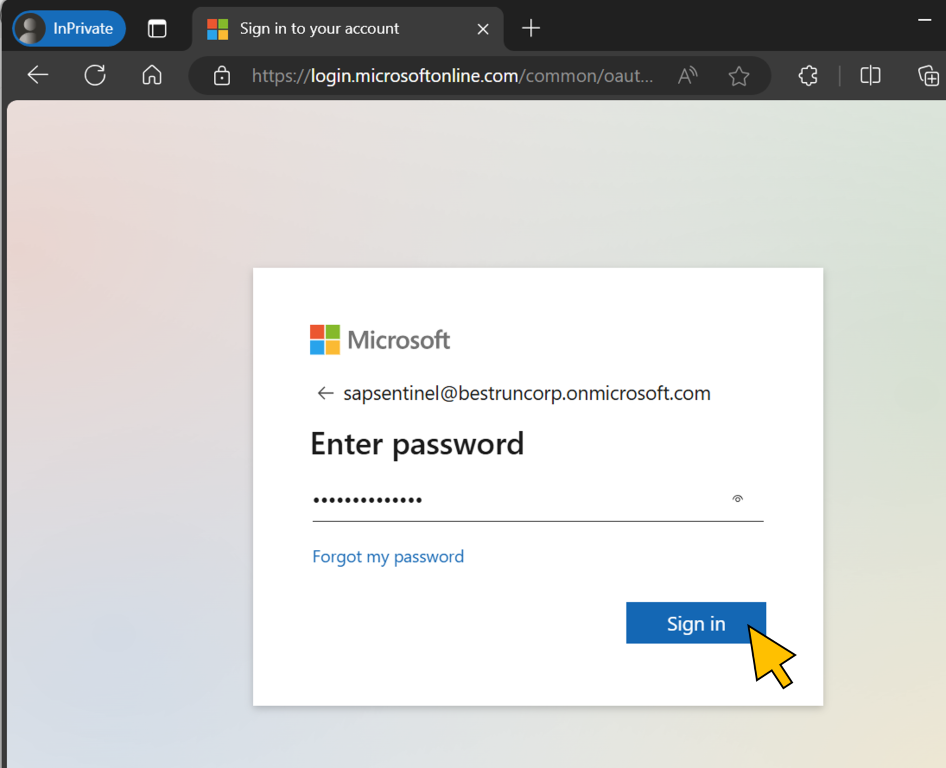 InPrivate
Sign in to your account
https://login.microsoftonline.com/common/oaut...
Microsoft
sapsentinel@bestruncorp.onmicrosoft.com
Enter password
••••••••••••••
Forgot my password
Sign in